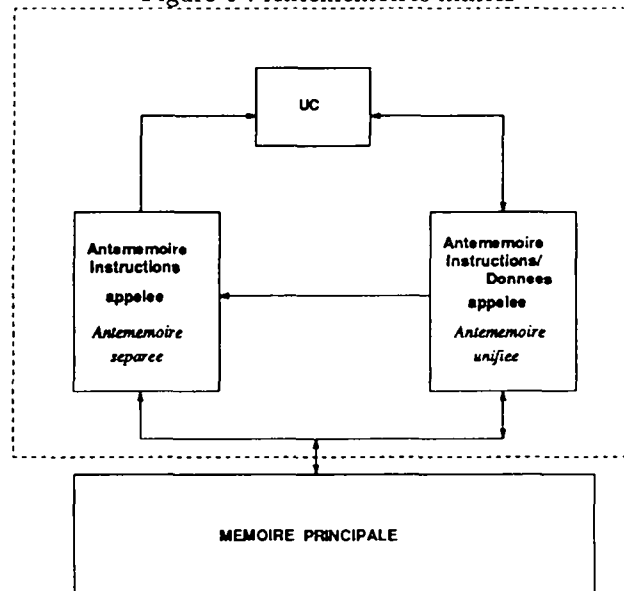 UC
Antememoire
Instructions
appelee
Antememoire
separee
Antememoire
Instructions/
Donnees
appelee
Antememoire
unifiee
MEMOIRE PRINCIPALE